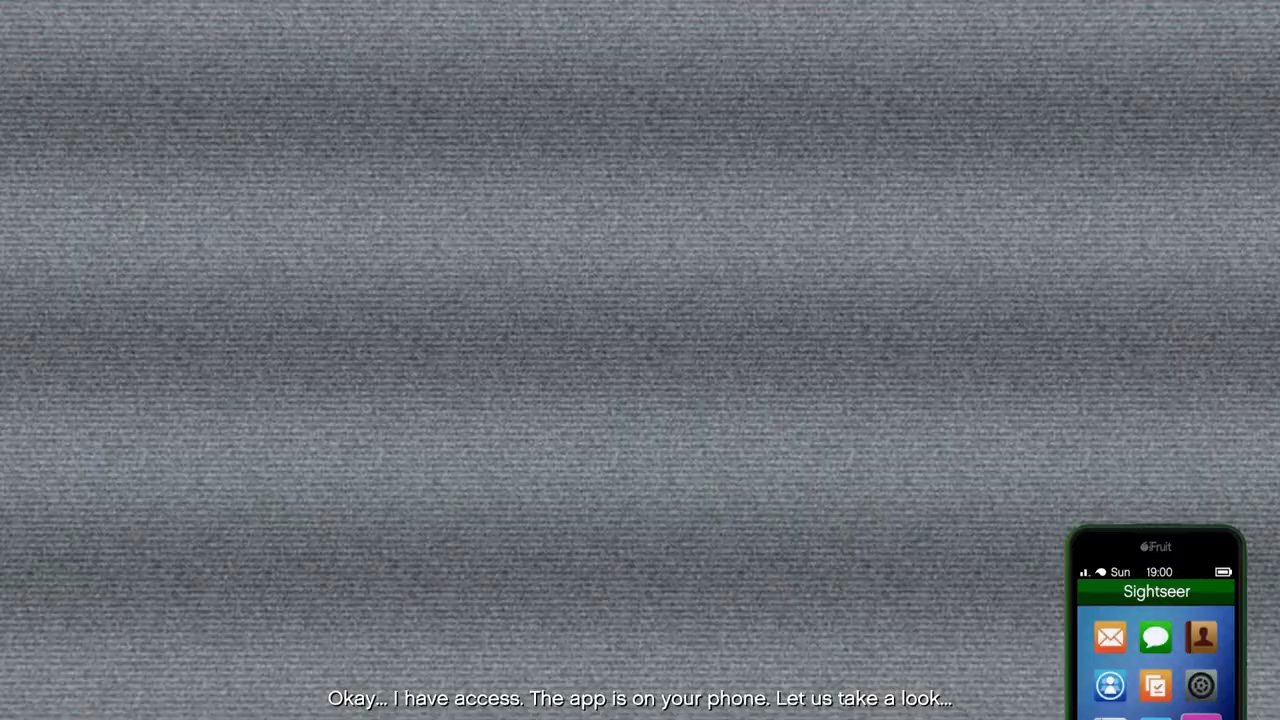 iFruit
Sun 19:00
Sightseer
Okay... I have access. The app is on your phone. Let us take a look...